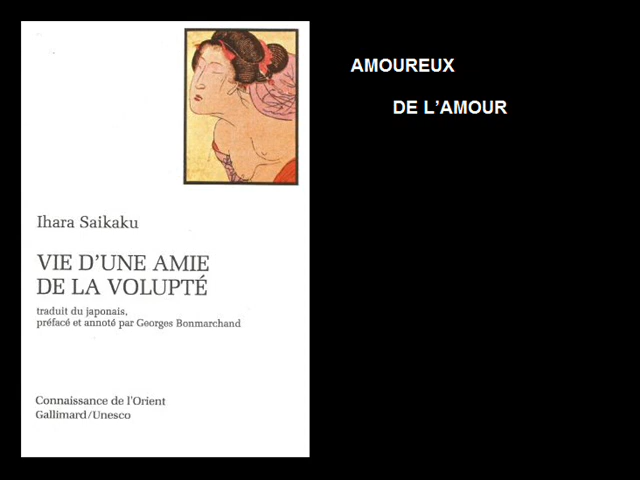 Ihara Saikaku
VIE D'UNE AMIE
DE LA VOLUPTÉ
traduit du japonais,
préfacé et annoté par Georges Bonmarchand
Connaissance de l'Orient
Gallimard/Unesco
AMOUREUX
DE L'AMOUR